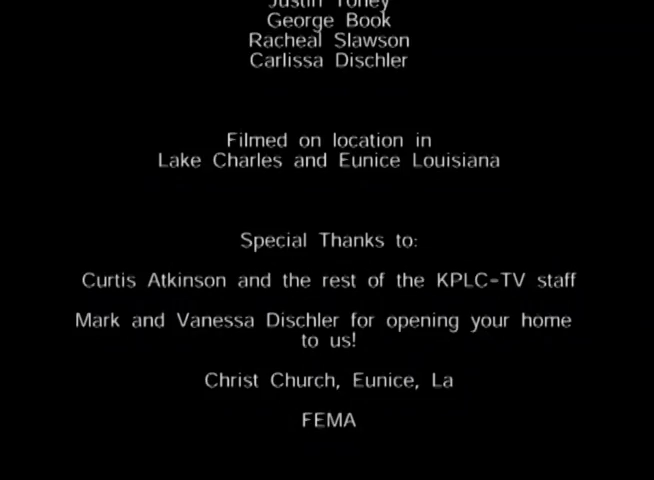 Justin Toney
George Book
Racheal Slawson
Carlissa Dischler
Filmed on location in
Lake Charles and Eunice Louisiana
Special Thanks to:
Curtis Atkinson and the rest of the KPLC-TV staff
Mark and Vanessa Dischler for opening your home
to us!
Christ Church, Eunice, La
FEMA